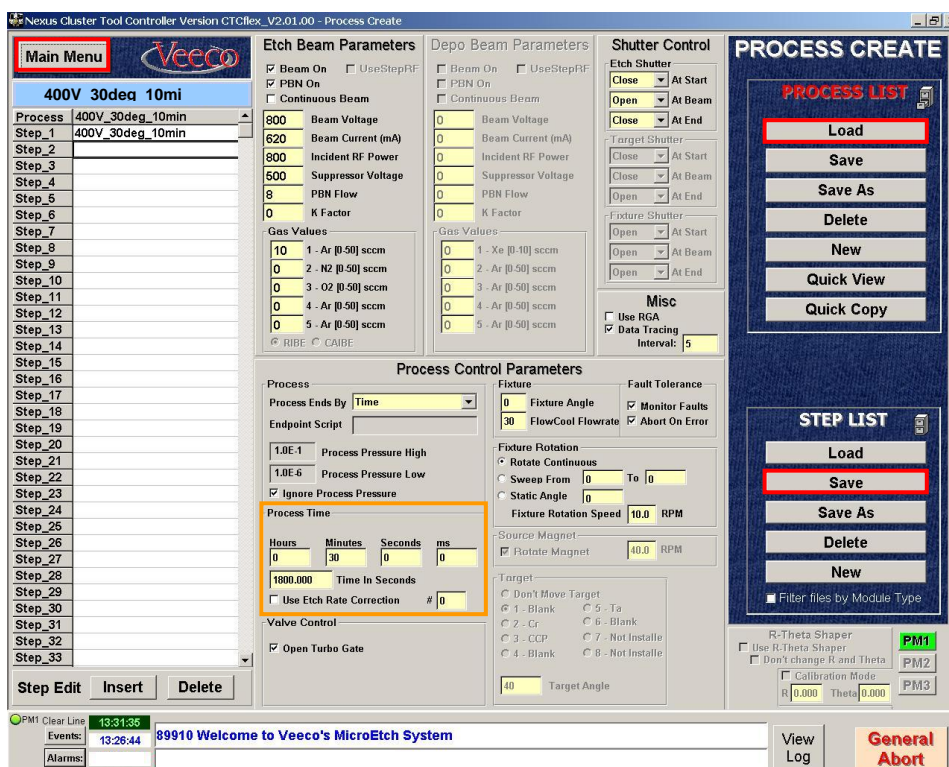 Nexus Cluster Tool Controller Version CTCflex_V2.01.00 - Process Create
Main Menu
Veeco
400V_30deg_10mi
Process 400V_30deg_10min
Step_1 400V_30deg_10min
Step_2
Step_3
Step_4
Step_5
Step_6
Step_7
Step_8
Step_9
Step_10
Step_11
Step_12
Step_13
Step_14
Step_15
Step_16
Step_17
Step_18
Step_19
Step_20
Step_21
Step_22
Step_23
Step_24
Step_25
Step_26
Step_27
Step_28
Step_29
Step_30
Step_31
Step_32
Step_33
Step Edit Insert Delete
Etch Beam Parameters
Beam On UseStepRF
PBN On
Continuous Beam
800 Beam Voltage
620 Beam Current (mA)
800 Incident RF Power
500 Suppressor Voltage
8 PBN Flow
0 K Factor
Gas Values
10 1 - Ar [0-50] sccm
0 2 - N2 [0-50] sccm
0 3 - O2 [0-50] sccm
0 4 - Ar [0-50] sccm
0 5 - Ar [0-50] sccm
RIBE CAIBE
Depo Beam Parameters
Beam On UseStepRF
PBN On
Continuous Beam
0 Beam Voltage
0 Beam Current (mA)
0 Incident RF Power
0 Suppressor Voltage
0 PBN Flow
0 K Factor
Gas Values
0 1 - Xe [0-10] sccm
0 2 - Ar [0-50] sccm
0 3 - Ar [0-50] sccm
0 4 - Ar [0-50] sccm
0 5 - Ar [0-50] sccm
Shutter Control
Etch Shutter
Close At Start
Open At Beam
Close At End
Target Shutter
Close At Start
Close At Beam
Open At End
Fixture Shutter
Open At Start
Open At Beam
Open At End
Misc
Use RGA
Data Tracing
Interval: 5
Process Control Parameters
Process
Process Ends By Time
Endpoint Script
1.0E-1 Process Pressure High
1.0E-6 Process Pressure Low
Ignore Process Pressure
Process Time
Hours Minutes Seconds ms
0 30 0 0
1800.000 Time In Seconds
Use Etch Rate Correction # 0
Valve Control
Open Turbo Gate
Fixture
0 Fixture Angle
30 FlowCool Flowrate
Fault Tolerance
Monitor Faults
Abort On Error
Fixture Rotation
Rotate Continuous
Sweep From 0 To 0
Static Angle 0
Fixture Rotation Speed 10.0 RPM
Source Magnet
Rotate Magnet 40.0 RPM
Target
Don't Move Target
1 - Blank 5 - Ta
2 - Cr 6 - Blank
3 - CCP 7 - Not Installe
4 - Blank 8 - Not Installe
40 Target Angle
PROCESS CREATE
PROCESS LIST
Load
Save
Save As
Delete
New
Quick View
Quick Copy
STEP LIST
Load
Save
Save As
Delete
New
Filter files by Module Type
R-Theta Shaper
Use R-Theta Shaper
Don't change R and Theta
Calibration Mode
R 0.000 Theta 0.000
PM1
PM2
PM3
PM1 Clear Line 13:31:35
Events: 13:26:44 89910 Welcome to Veeco's MicroEtch System
Alarms:
View Log
General Abort